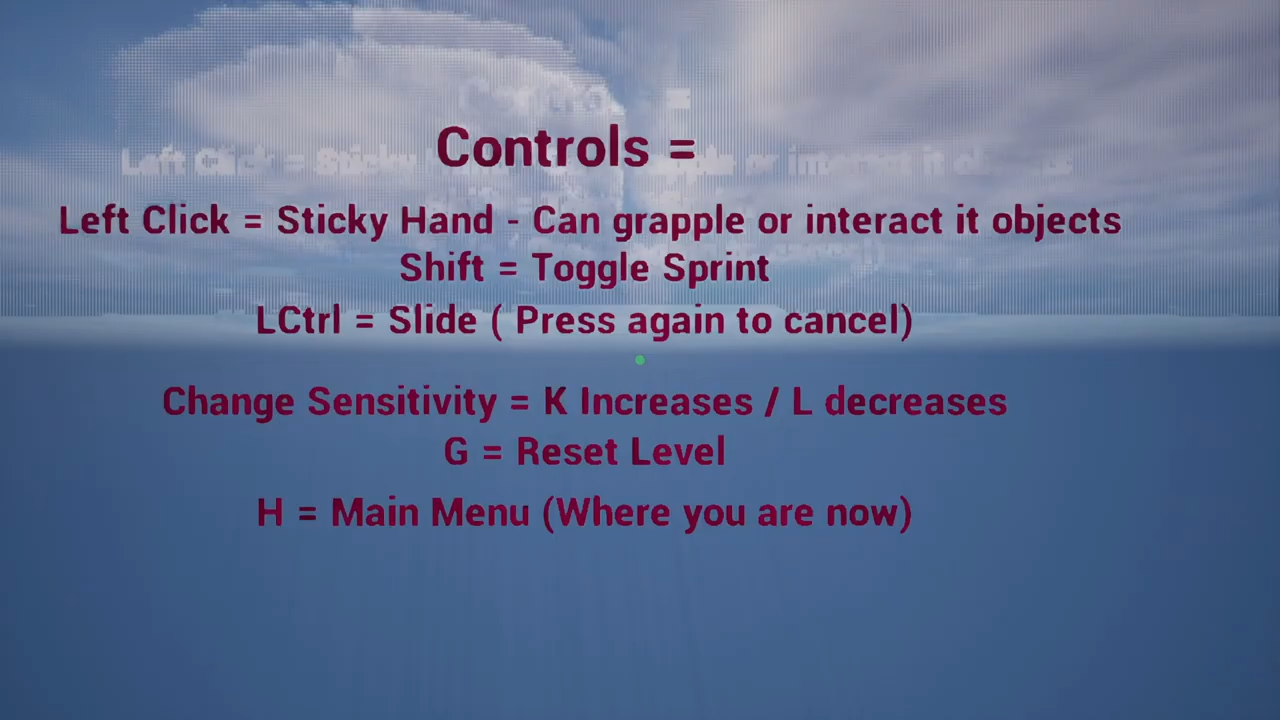 Controls =
Left Click = Sticky Hand - Can grapple or interact it objects
Shift = Toggle Sprint
LCtrl = Slide ( Press again to cancel)
Change Sensitivity = K Increases / L decreases
G = Reset Level
H = Main Menu (Where you are now)